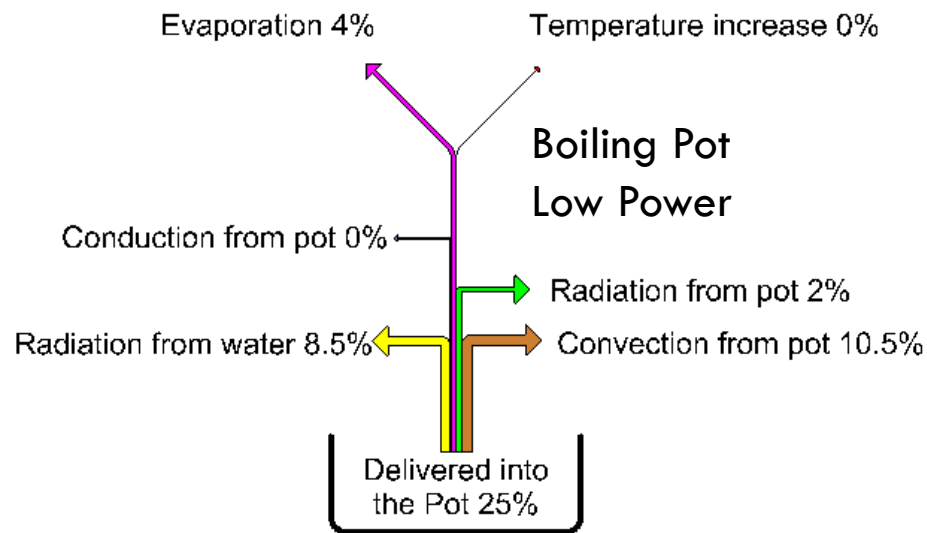 Evaporation 4%
Temperature increase 0%
Boiling Pot
Low Power
Conduction from pot 0%
Radiation from pot 2%
Radiation from water 8.5%
Convection from pot 10.5%
Delivered into
the Pot 25%